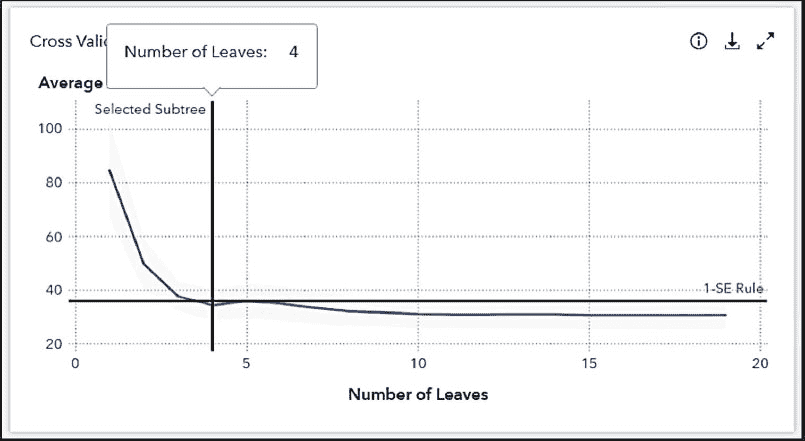 Cross Valid
Number of Leaves: 4
Average
Selected Subtree
100
80
60
40
1-SE Rule
20
0 5 10 15 20
Number of Leaves